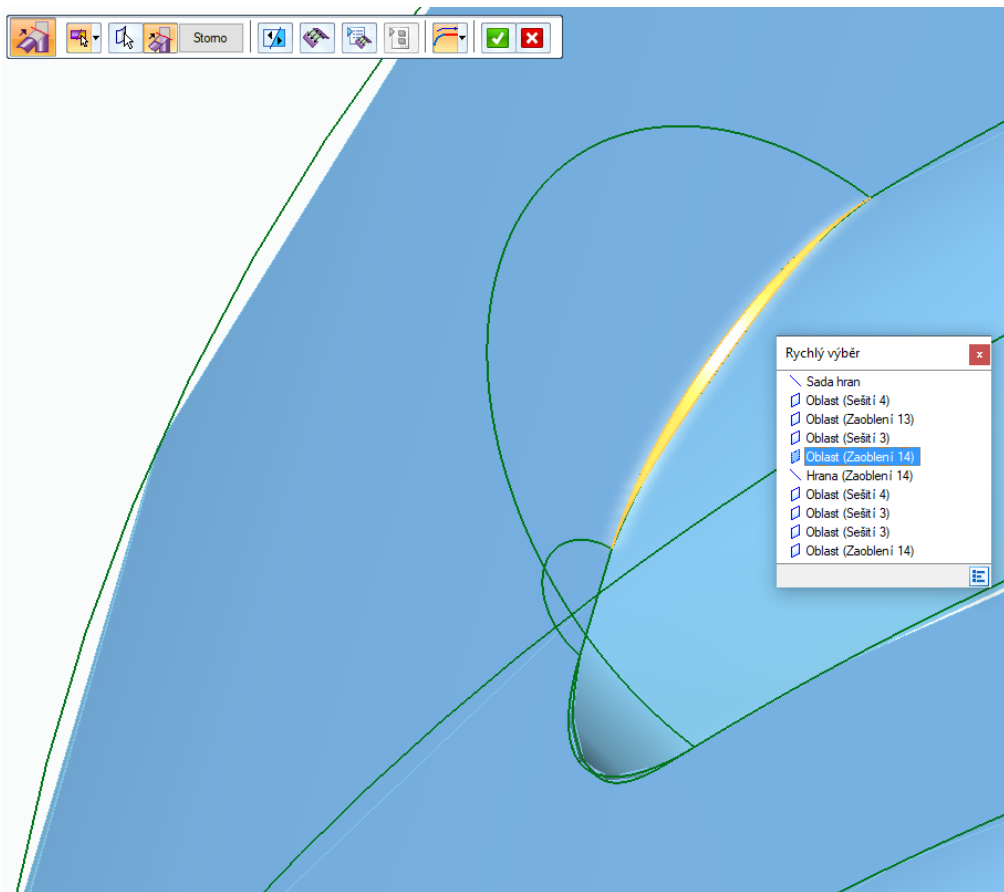 Storno
Rychlý výběr
Sada hran
Oblast (Sešití 4)
Oblast (Zaoblení 13)
Oblast (Sešití 3)
Oblast (Zaoblení 14)
Hrana (Zaoblení 14)
Oblast (Sešití 4)
Oblast (Sešití 3)
Oblast (Sešití 3)
Oblast (Zaoblení 14)